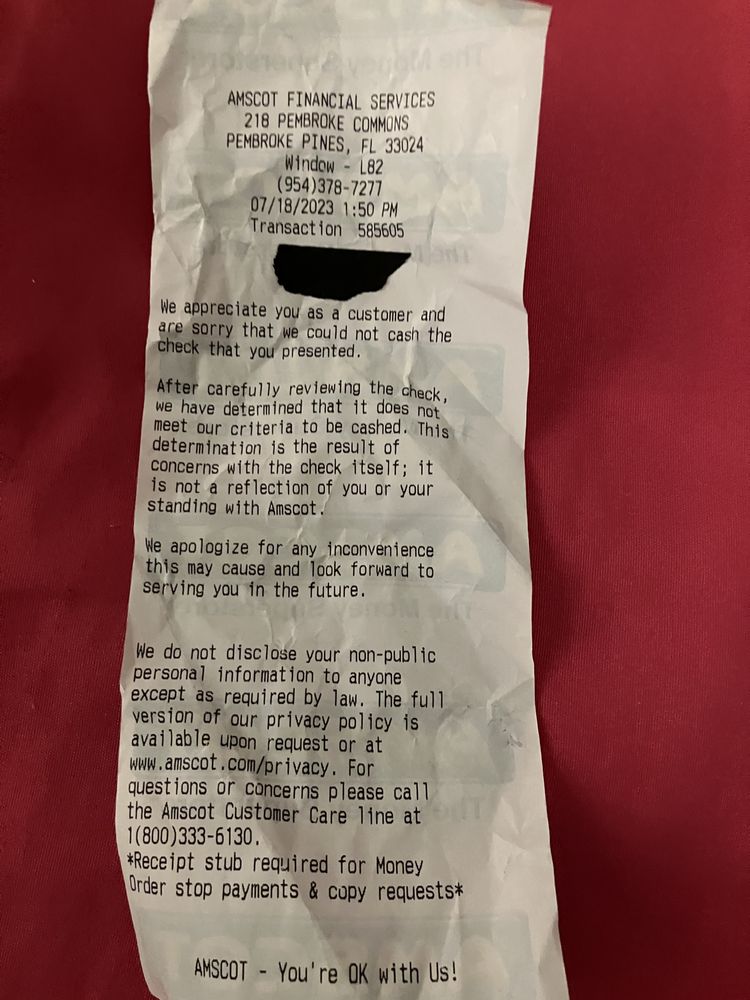 AMSCOT FINANCIAL SERVICES
218 PEMBROKE COMMONS
PEMBROKE PINES, FL 33024
Window - L82
(954)378-7277
07/18/2023 1:50 PM
Transaction 585605
We appreciate you as a customer and
are sorry that we could not cash the
check that you presented.
After carefully reviewing the check,
we have determined that it does not
meet our criteria to be cashed. This
determination is the result of
concerns with the check itself; it
is not a reflection of you or your
standing with Amscot.
We apologize for any inconvenience
this may cause and look forward to
serving you in the future.
We do not disclose your non-public
personal information to anyone
except as required by law. The full
version of our privacy policy is
available upon request or at
www.amscot.com/privacy. For
questions or concerns please call
the Amscot Customer Care line at
1(800)333-6130.
*Receipt stub required for Money
Order stop payments & copy requests*
AMSCOT - You're OK with Us!